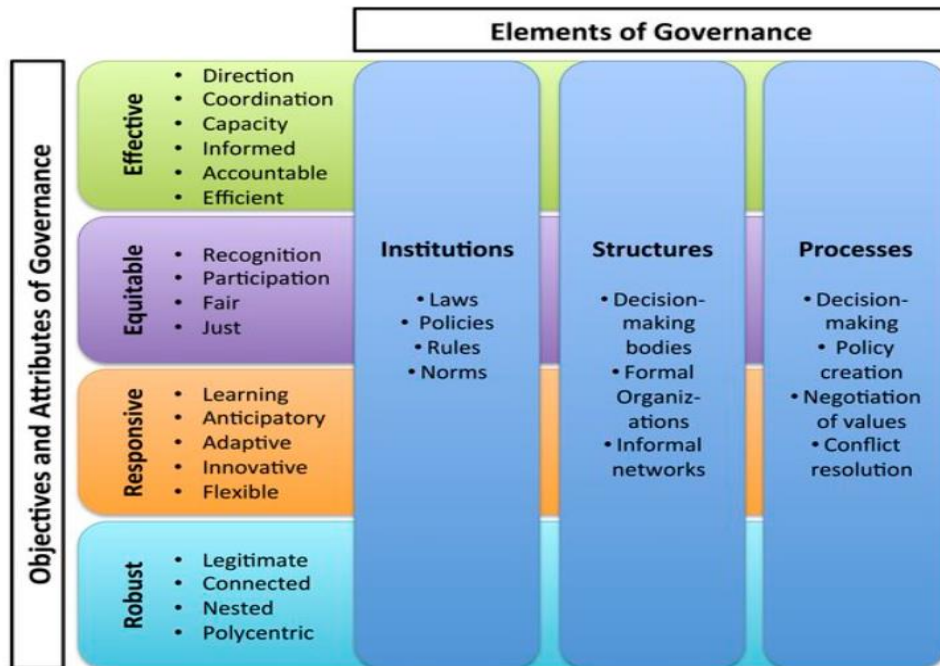 Elements of Governance
Objectives and Attributes of Governance
Effective
• Direction
• Coordination
• Capacity
• Informed
• Accountable
• Efficient
Equitable
• Recognition
• Participation
• Fair
• Just
Responsive
• Learning
• Anticipatory
• Adaptive
• Innovative
• Flexible
Robust
• Legitimate
• Connected
• Nested
• Polycentric
Institutions
• Laws
• Policies
• Rules
• Norms
Structures
• Decision-
making
bodies
• Formal
Organiz-
ations
• Informal
networks
Processes
• Decision-
making
• Policy
creation
• Negotiation
of values
• Conflict
resolution